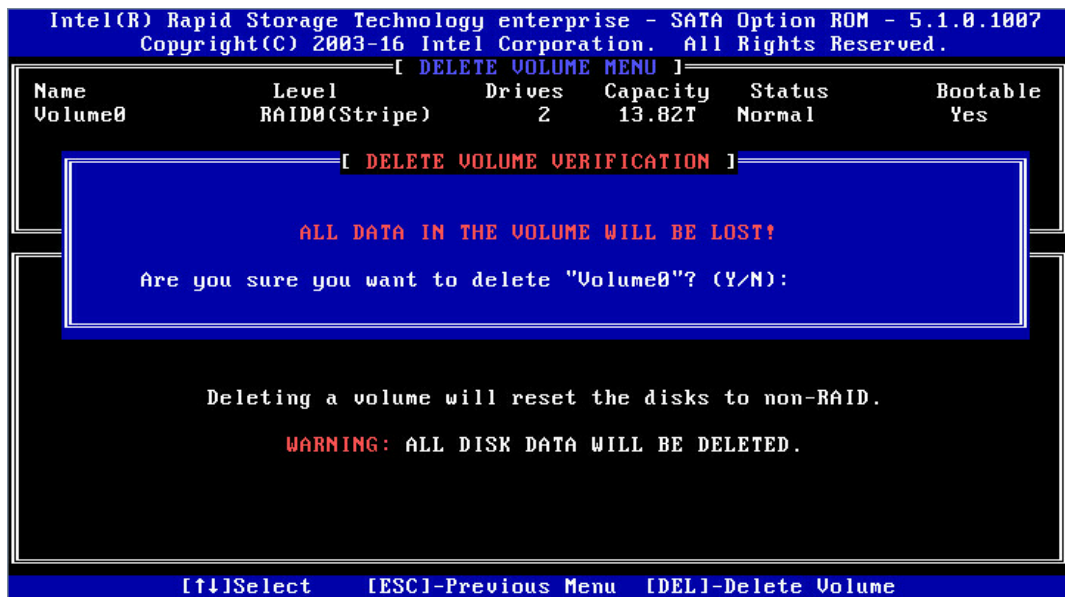 Intel(R) Rapid Storage Technology enterprise - SATA Option ROM - 5.1.0.1007
Copyright(C) 2003-16 Intel Corporation.  All Rights Reserved.
[ DELETE VOLUME MENU ]
Name Level Drives Capacity Status Bootable
Volume0 RAID0(Stripe) 2 13.82T Normal Yes
[ DELETE VOLUME VERIFICATION ]
ALL DATA IN THE VOLUME WILL BE LOST!
Are you sure you want to delete "Volume0"? (Y/N):
Deleting a volume will reset the disks to non-RAID.
WARNING: ALL DISK DATA WILL BE DELETED.
[↑↓]Select [ESC]-Previous Menu [DEL]-Delete Volume